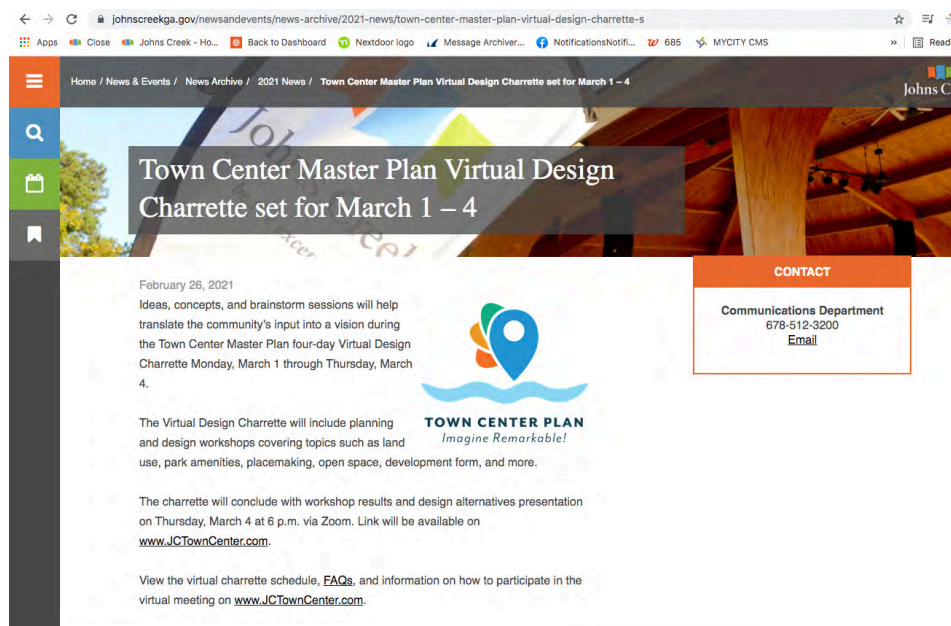 johnscreekga.gov/newsandevents/news-archive/2021-news/town-center-master-plan-virtual-design-charrette-s
Apps Close Johns Creek - Ho... Back to Dashboard Nextdoor logo Message Archiver... NotificationsNotifi... 685 MYCITY CMS » Read
Home / News & Events / News Archive / 2021 News / Town Center Master Plan Virtual Design Charrette set for March 1 – 4
Johns C
Johns Creek
Town Center Master Plan Virtual Design
Charrette set for March 1 – 4
CONTACT
Communications Department
678-512-3200
Email
February 26, 2021
Ideas, concepts, and brainstorm sessions will help
translate the community's input into a vision during
the Town Center Master Plan four-day Virtual Design
Charrette Monday, March 1 through Thursday, March
4.
TOWN CENTER PLAN
Imagine Remarkable!
The Virtual Design Charrette will include planning
and design workshops covering topics such as land
use, park amenities, placemaking, open space, development form, and more.
The charrette will conclude with workshop results and design alternatives presentation
on Thursday, March 4 at 6 p.m. via Zoom. Link will be available on
www.JCTownCenter.com.
View the virtual charrette schedule, FAQs, and information on how to participate in the
virtual meeting on www.JCTownCenter.com.